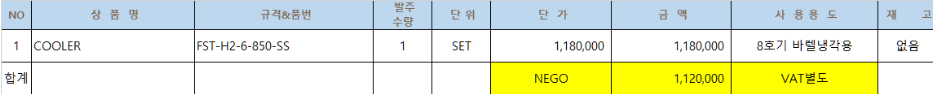 NO 상 품 명 규격&품번 발주 수량 단 위 단 가 금 액 사 용 용 도 재 고
1 COOLER FST-H2-6-850-SS 1 SET 1,180,000 1,180,000 8호기 바렐냉각용 없음
합계 NEGO 1,120,000 VAT별도